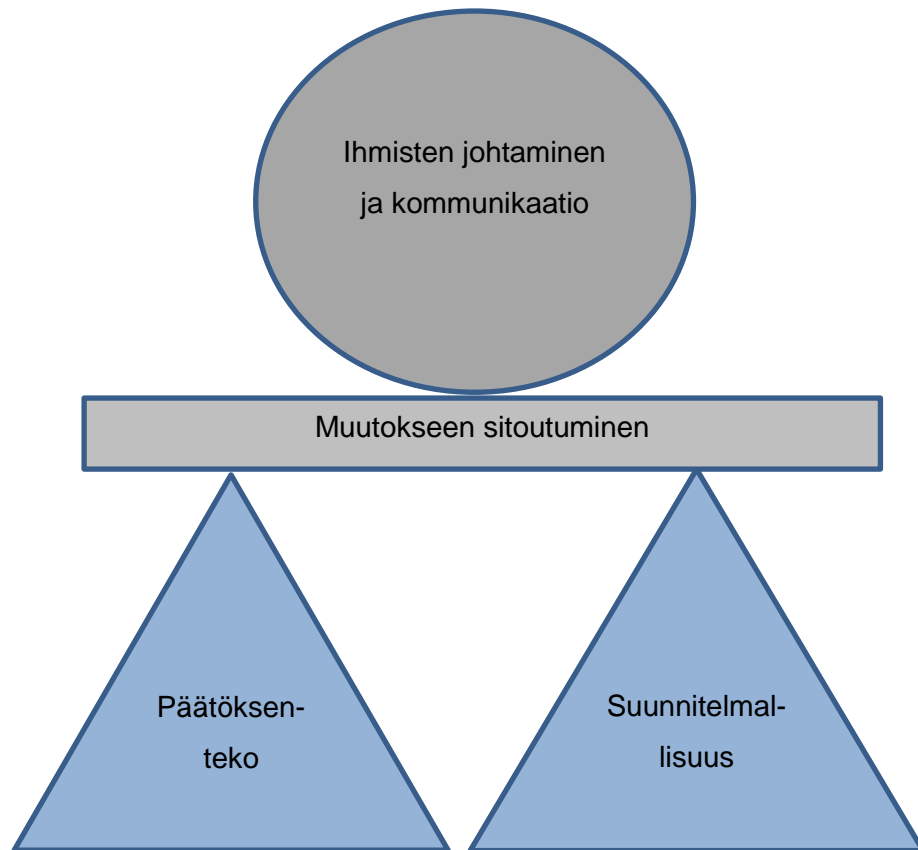 Ihmisten johtaminen
ja kommunikaatio
Muutokseen sitoutuminen
Päätöksen-
teko
Suunnitelmal-
lisuus